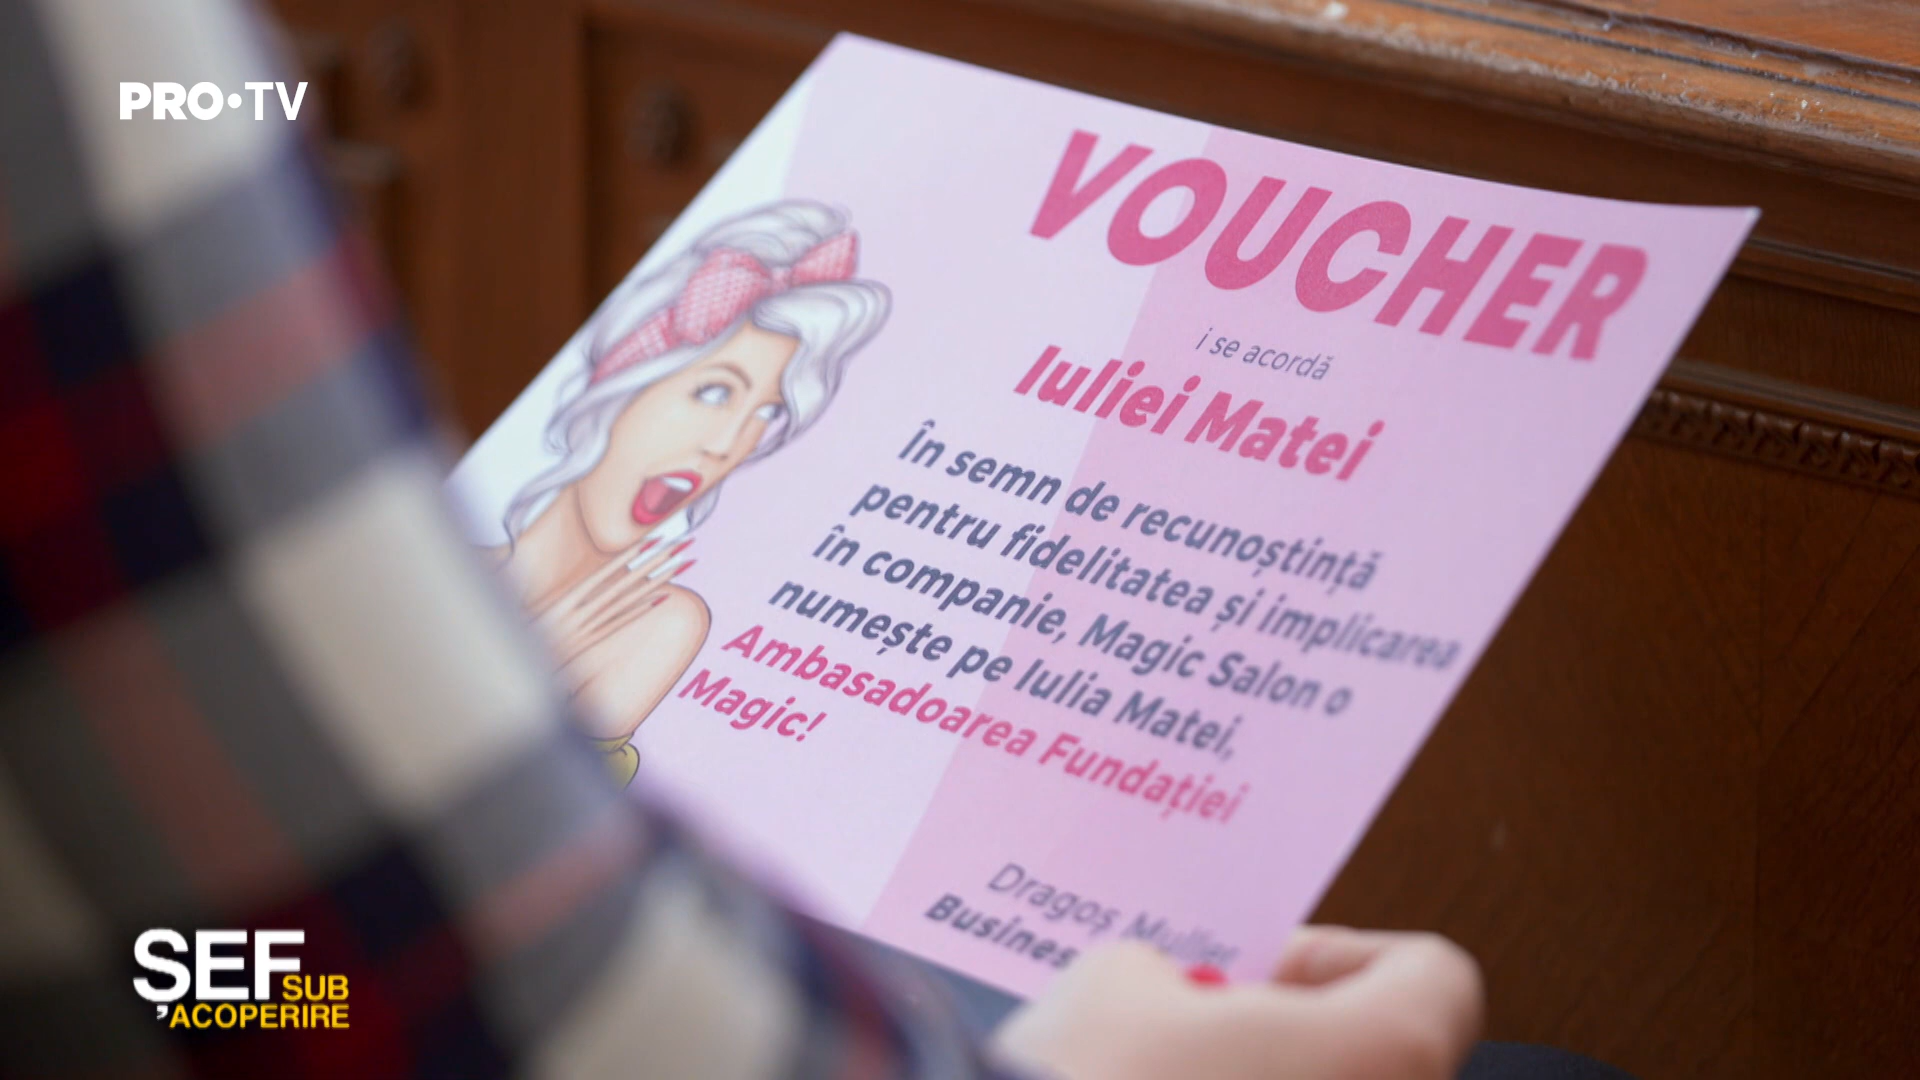 PRO•TV
VOUCHER
i se acordă
Iuliei Matei
În semn de recunoștință
pentru fidelitatea și implicarea
în companie, Magic Salon o
numește pe Iulia Matei,
Ambasadoarea Fundației
Magic!
Dragoș
ȘEF
SUB
ACOPERIRE